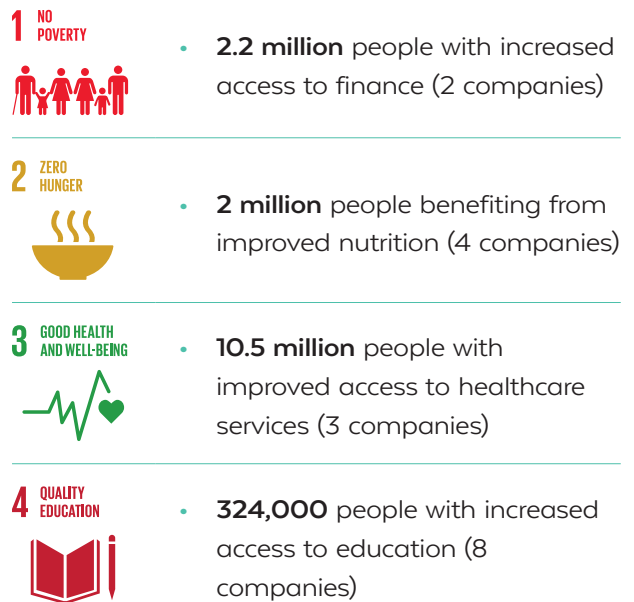 1 NO
POVERTY
• 2.2 million people with increased
access to finance (2 companies)
2 ZERO
HUNGER
• 2 million people benefiting from
improved nutrition (4 companies)
3 GOOD HEALTH
AND WELL-BEING
• 10.5 million people with
improved access to healthcare
services (3 companies)
4 QUALITY
EDUCATION
• 324,000 people with increased
access to education (8
companies)